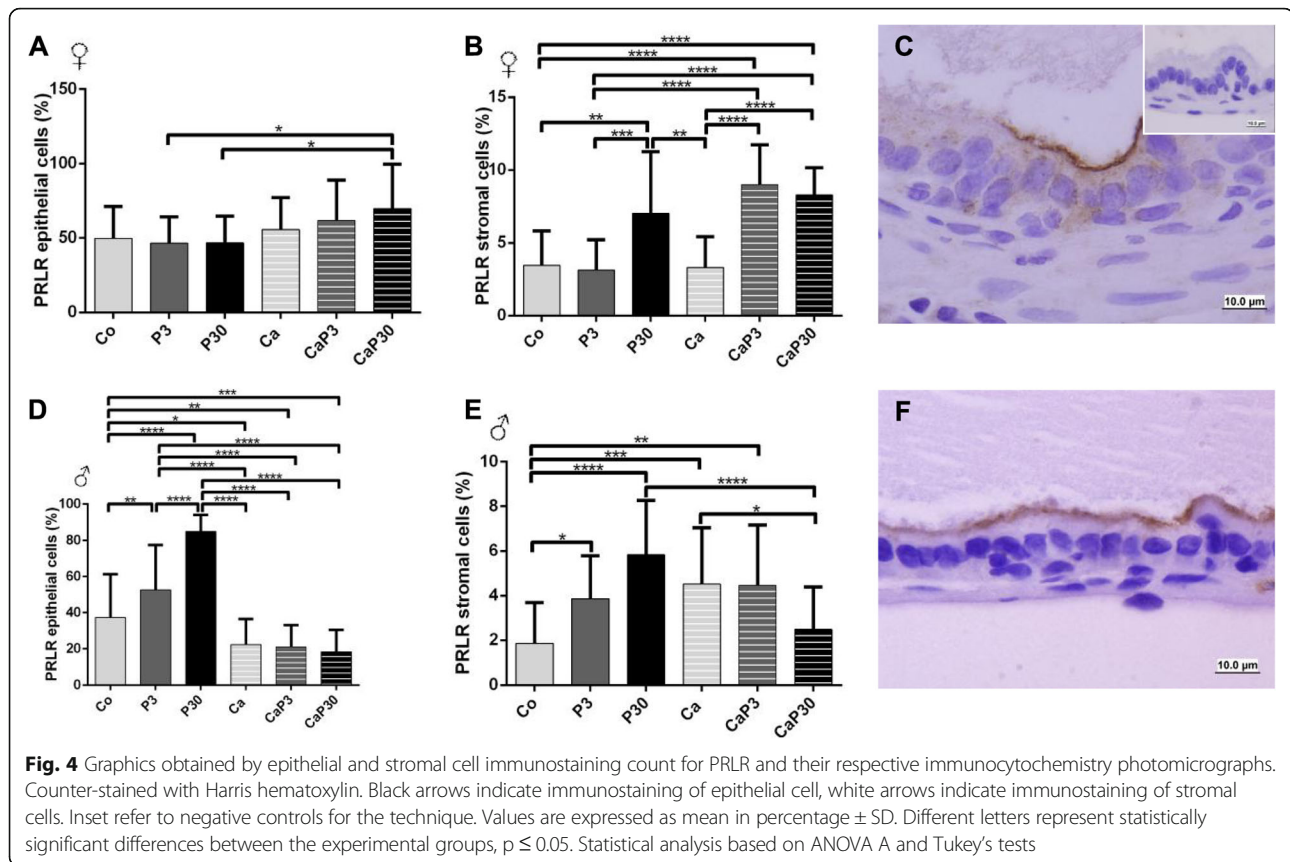 A ♀
PRLR epithelial cells (%)
150
100
50
0
*
*
Co P3 P30 Ca CaP3 CaP30
B ♀
PRLR stromal cells (%)
15
10
5
0
****
****
****
****
****
** **** 
*** **
Co P3 P30 Ca CaP3 CaP30
C
10.0 µm
10.0 µm
D ♂
PRLR epithelial cells (%)
100
80
60
40
20
0
***
**
*
****
****
****
****
****
****
** **** ****
Co P3 P30 Ca CaP3 CaP30
E ♂
PRLR stromal cells (%)
10
8
6
4
2
0
**
***
****
****
*
*
Co P3 P30 Ca CaP3 CaP30
F
10.0 µm
Fig. 4 Graphics obtained by epithelial and stromal cell immunostaining count for PRLR and their respective immunocytochemistry photomicrographs.
Counter-stained with Harris hematoxylin. Black arrows indicate immunostaining of epithelial cell, white arrows indicate immunostaining of stromal
cells. Inset refer to negative controls for the technique. Values are expressed as mean in percentage ± SD. Different letters represent statistically
significant differences between the experimental groups, p ≤ 0.05. Statistical analysis based on ANOVA A and Tukey's tests